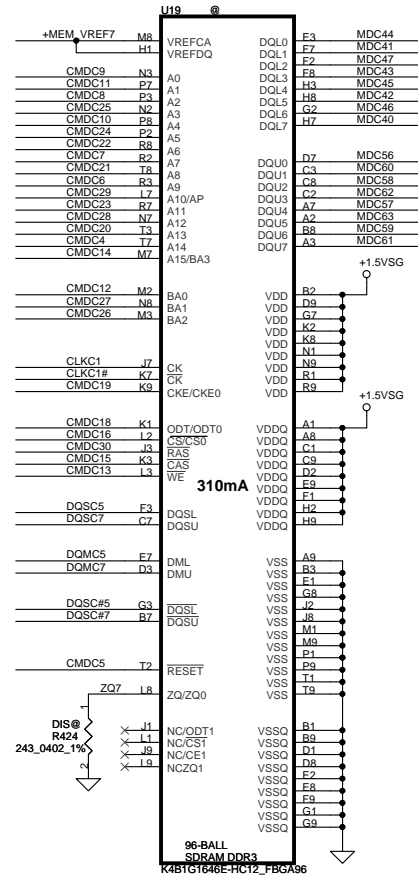 U19 @
+MEM_VREF7 M8 VREFCA
H1 VREFDQ
CMDC9 N3 A0
CMDC11 P7 A1
CMDC8 P3 A2
CMDC25 N2 A3
CMDC10 P8 A4
CMDC24 P2 A5
CMDC22 R8 A6
CMDC7 R2 A7
CMDC21 T8 A8
CMDC6 R3 A9
CMDC29 L7 A10/AP
CMDC23 R7 A11
CMDC28 N7 A12
CMDC20 T3 A13
CMDC4 T7 A14
CMDC14 M7 A15/BA3
CMDC12 M2 BA0
CMDC27 N8 BA1
CMDC26 M3 BA2
CLKC1 J7 CK
CLKC1# K7 CK
CMDC19 K9 CKE/CKE0
CMDC18 K1 ODT/ODT0
CMDC16 L2 CS/CS0
CMDC30 J3 RAS
CMDC15 K3 CAS
CMDC13 L3 WE
310mA
DQSC5 F3 DQSL
DQSC7 C7 DQSU
DQMC5 E7 DML
DQMC7 D3 DMU
DQSC#5 G3 DQSL
DQSC#7 B7 DQSU
CMDC5 T2 RESET
ZQ7 L8 ZQ/ZQ0
1
DIS@
R424
243_0402_1%
2
J1 NC/ODT1
L1 NC/CS1
J9 NC/CE1
L9 NCZQ1
DQL0 E3 MDC44
DQL1 F7 MDC41
DQL2 F2 MDC47
DQL3 F8 MDC43
DQL4 H3 MDC45
DQL5 H8 MDC42
DQL6 G2 MDC46
DQL7 H7 MDC40
DQU0 D7 MDC56
DQU1 C3 MDC60
DQU2 C8 MDC58
DQU3 C2 MDC62
DQU4 A7 MDC57
DQU5 A2 MDC63
DQU6 B8 MDC59
DQU7 A3 MDC61
+1.5VSG
VDD B2
VDD D9
VDD G7
VDD K2
VDD K8
VDD N1
VDD N9
VDD R1
VDD R9
+1.5VSG
VDDQ A1
VDDQ A8
VDDQ C1
VDDQ C9
VDDQ D2
VDDQ E9
VDDQ F1
VDDQ H2
VDDQ H9
VSS A9
VSS B3
VSS E1
VSS G8
VSS J2
VSS J8
VSS M1
VSS M9
VSS P1
VSS P9
VSS T1
VSS T9
VSSQ B1
VSSQ B9
VSSQ D1
VSSQ D8
VSSQ E2
VSSQ E8
VSSQ F9
VSSQ G1
VSSQ G9
96-BALL
SDRAM DDR3
K4B1G1646E-HC12_FBGA96